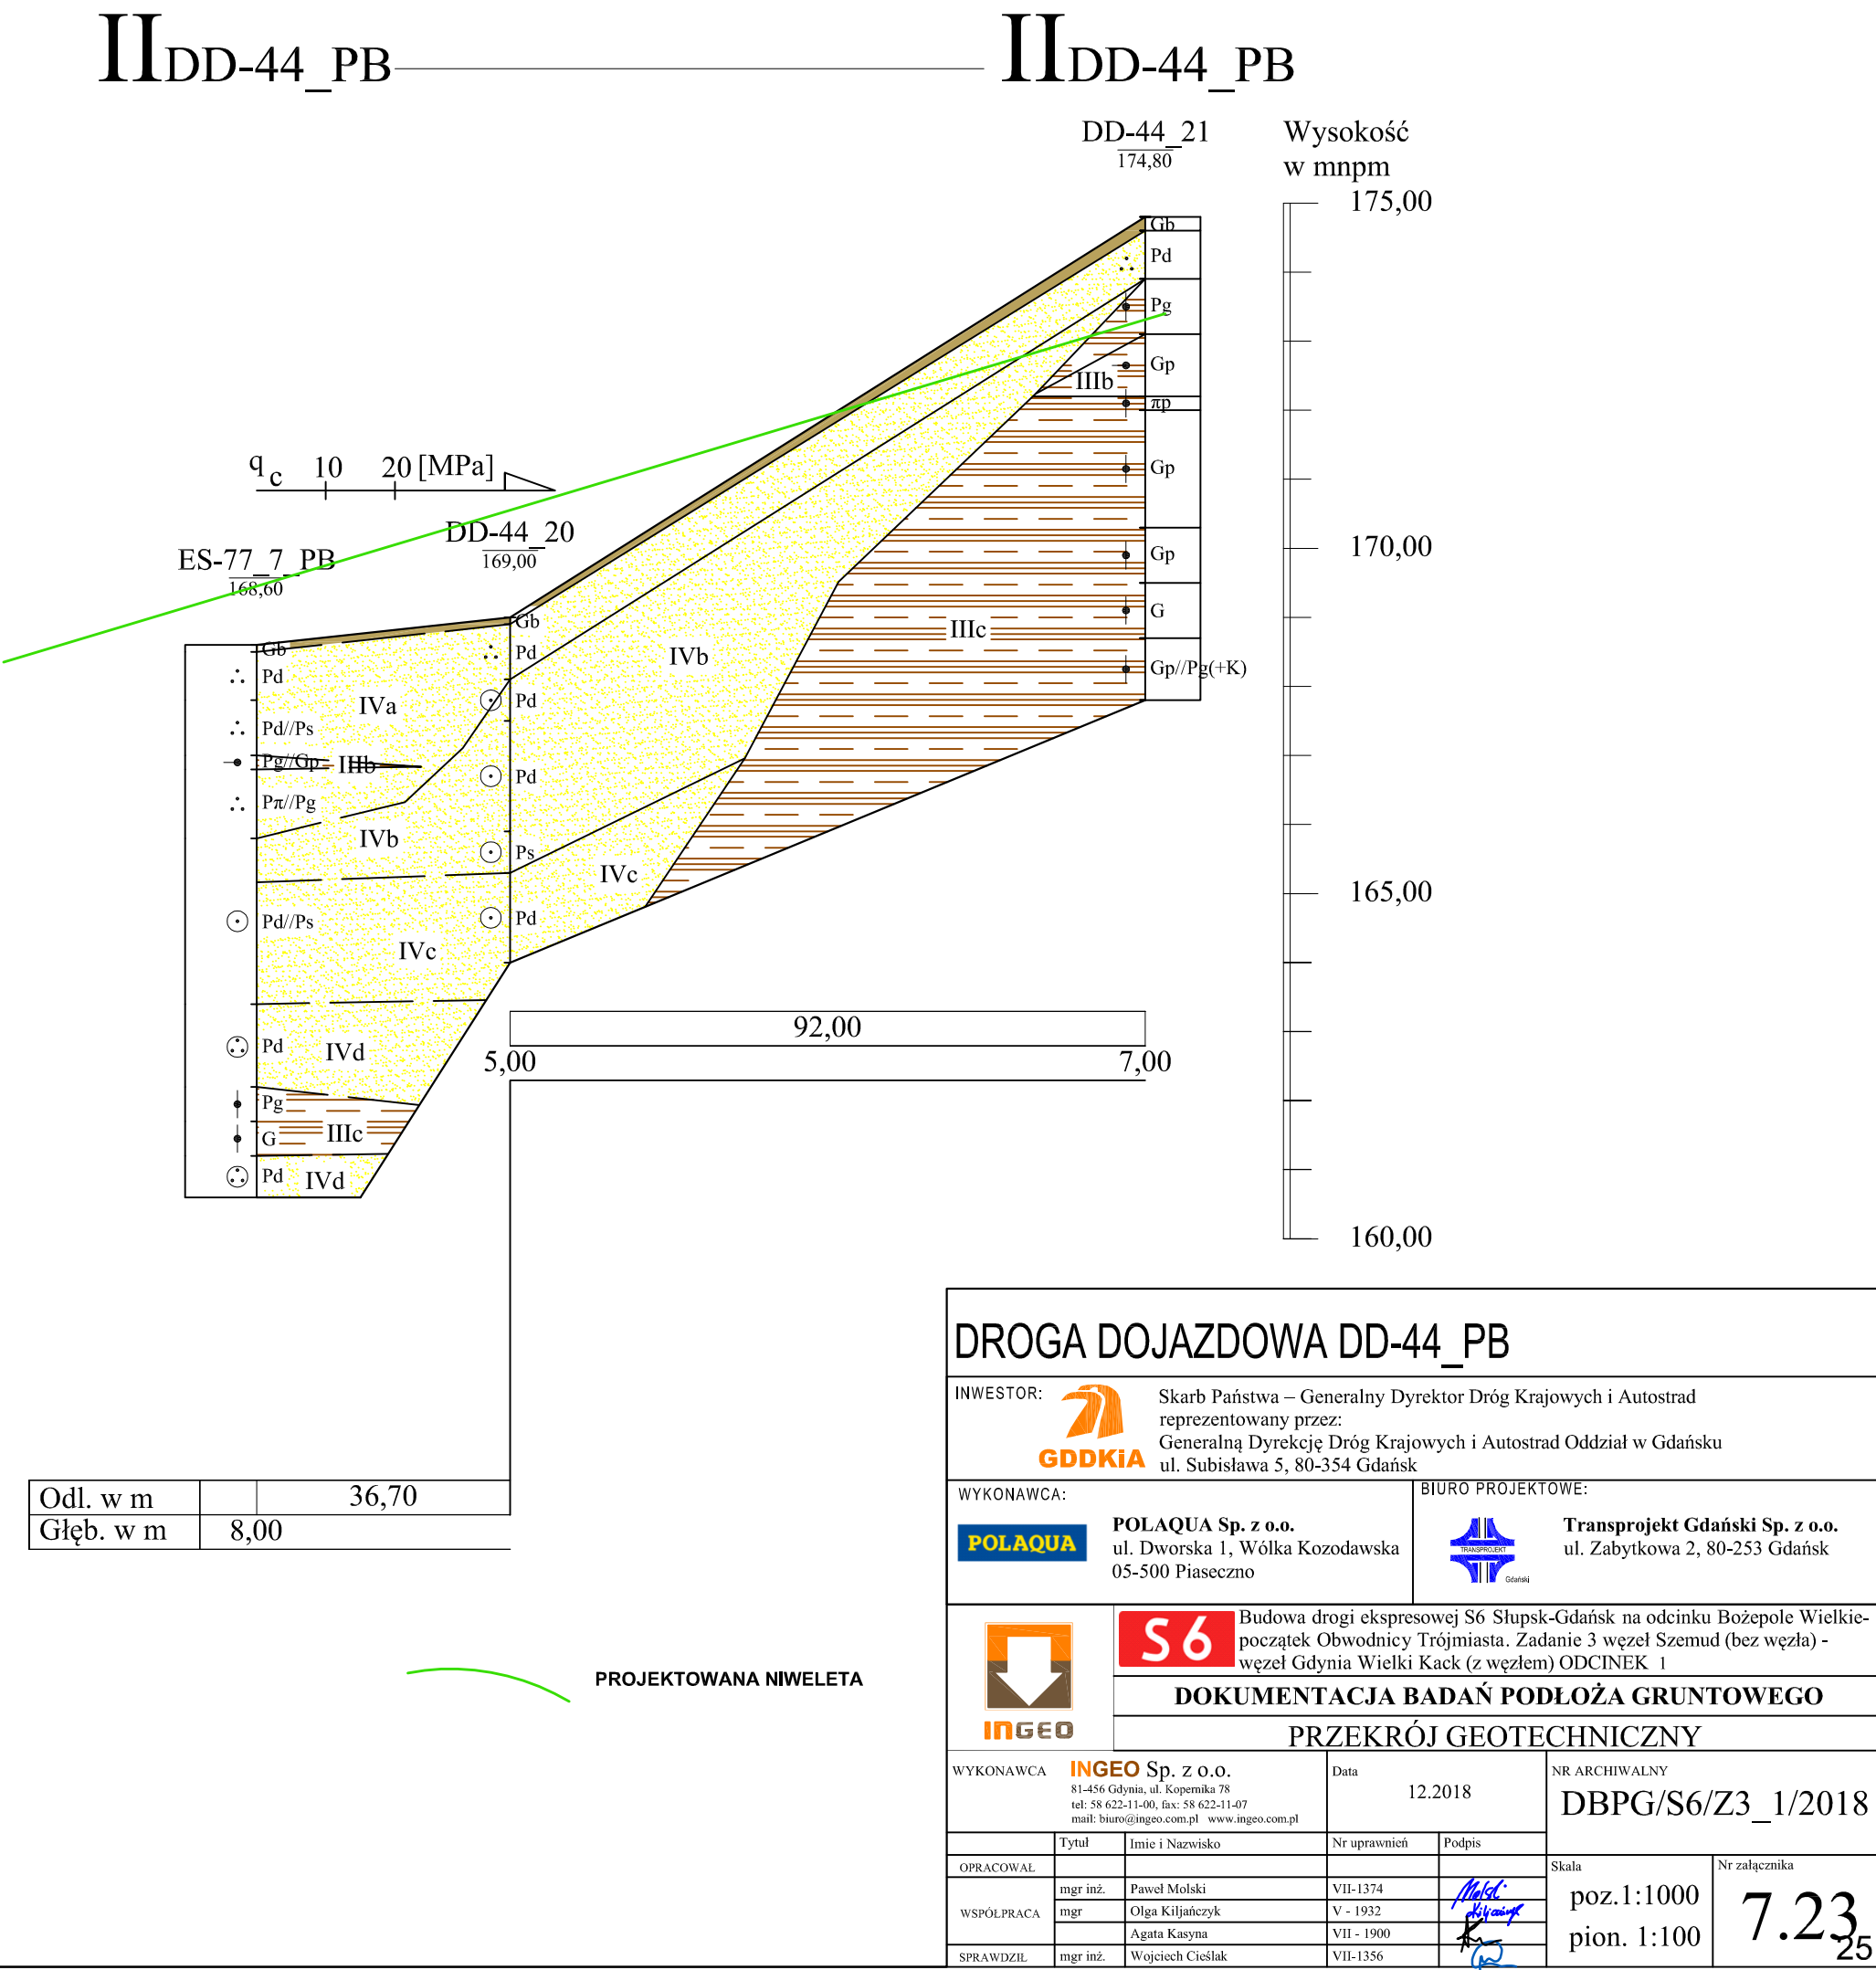 IIDD-44_PB IIDD-44_PB
DD-44_21
174,80
Wysokość
w mnpm
175,00
170,00
165,00
160,00
Gb
Pd
Pg
Gp
IIIb
πp
Gp
Gp
G
IIIc
Gp//Pg(+K)
qc 10 20 [MPa]
ES-77_7_PB
168,60
DD-44_20
169,00
Gb
Pd
Pd
Pd
Ps
Pd
Gb
Pd
Pd//Ps
Pg//Gp
Pπ//Pg
Pd//Ps
Pd
Pg
G
Pd
IVa
IIIb
IVb
IVc
IVd
IIIc
IVd
IVb
IVc
92,00
5,00 7,00
Odl. w m 36,70
Głęb. w m 8,00
PROJEKTOWANA NIWELETA
DROGA DOJAZDOWA DD-44_PB
INWESTOR:
GDDKiA
Skarb Państwa – Generalny Dyrektor Dróg Krajowych i Autostrad
reprezentowany przez:
Generalną Dyrekcję Dróg Krajowych i Autostrad Oddział w Gdańsku
ul. Subisława 5, 80-354 Gdańsk
WYKONAWCA:
POLAQUA
POLAQUA Sp. z o.o.
ul. Dworska 1, Wólka Kozodawska
05-500 Piaseczno
BIURO PROJEKTOWE:
TRANSPROJEKT
Gdański
Transprojekt Gdański Sp. z o.o.
ul. Zabytkowa 2, 80-253 Gdańsk
INGEO
S6
Budowa drogi ekspresowej S6 Słupsk-Gdańsk na odcinku Bożepole Wielkie-
początek Obwodnicy Trójmiasta. Zadanie 3 węzeł Szemud (bez węzła) -
węzeł Gdynia Wielki Kack (z węzłem) ODCINEK 1
DOKUMENTACJA BADAŃ PODŁOŻA GRUNTOWEGO
PRZEKRÓJ GEOTECHNICZNY
WYKONAWCA
INGEO Sp. z o.o.
81-456 Gdynia, ul. Kopernika 78
tel: 58 622-11-00, fax: 58 622-11-07
mail: biuro@ingeo.com.pl www.ingeo.com.pl
Data
12.2018
NR ARCHIWALNY
DBPG/S6/Z3_1/2018
Tytuł Imie i Nazwisko Nr uprawnień Podpis
OPRACOWAŁ
WSPÓŁPRACA
mgr inż. Paweł Molski VII-1374
mgr Olga Kiljańczyk V - 1932
Agata Kasyna VII - 1900
SPRAWDZIŁ mgr inż. Wojciech Cieślak VII-1356
Skala
poz.1:1000
pion. 1:100
Nr załącznika
7.23
25